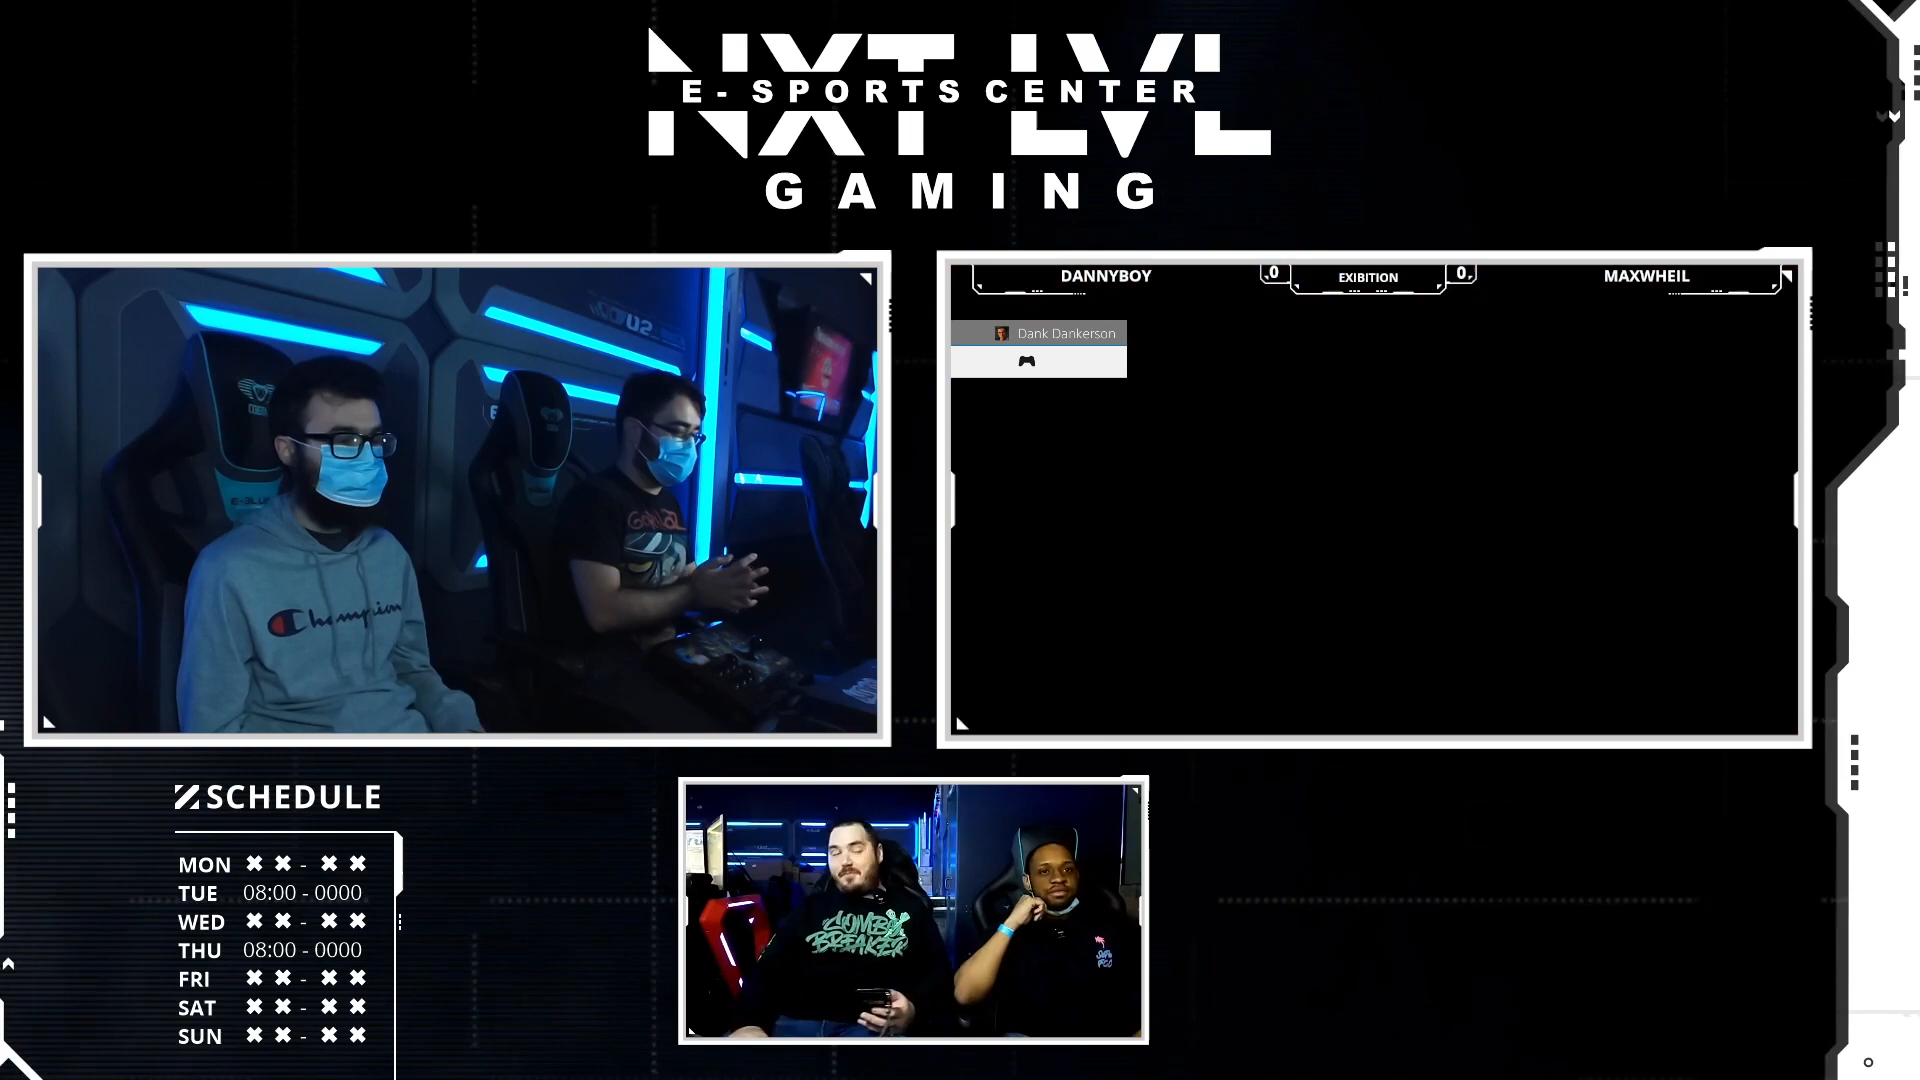 NXT LVL
E-SPORTS CENTER
GAMING
DANNYBOY
0
EXIBITION
0
MAXWHEIL
Dank Dankerson
E-BLUE
Champion
COMBO
BREAKER
SCHEDULE
MON ✖ ✖ - ✖ ✖
TUE 08:00 - 0000
WED ✖ ✖ - ✖ ✖
THU 08:00 - 0000
FRI ✖ ✖ - ✖ ✖
SAT ✖ ✖ - ✖ ✖
SUN ✖ ✖ - ✖ ✖